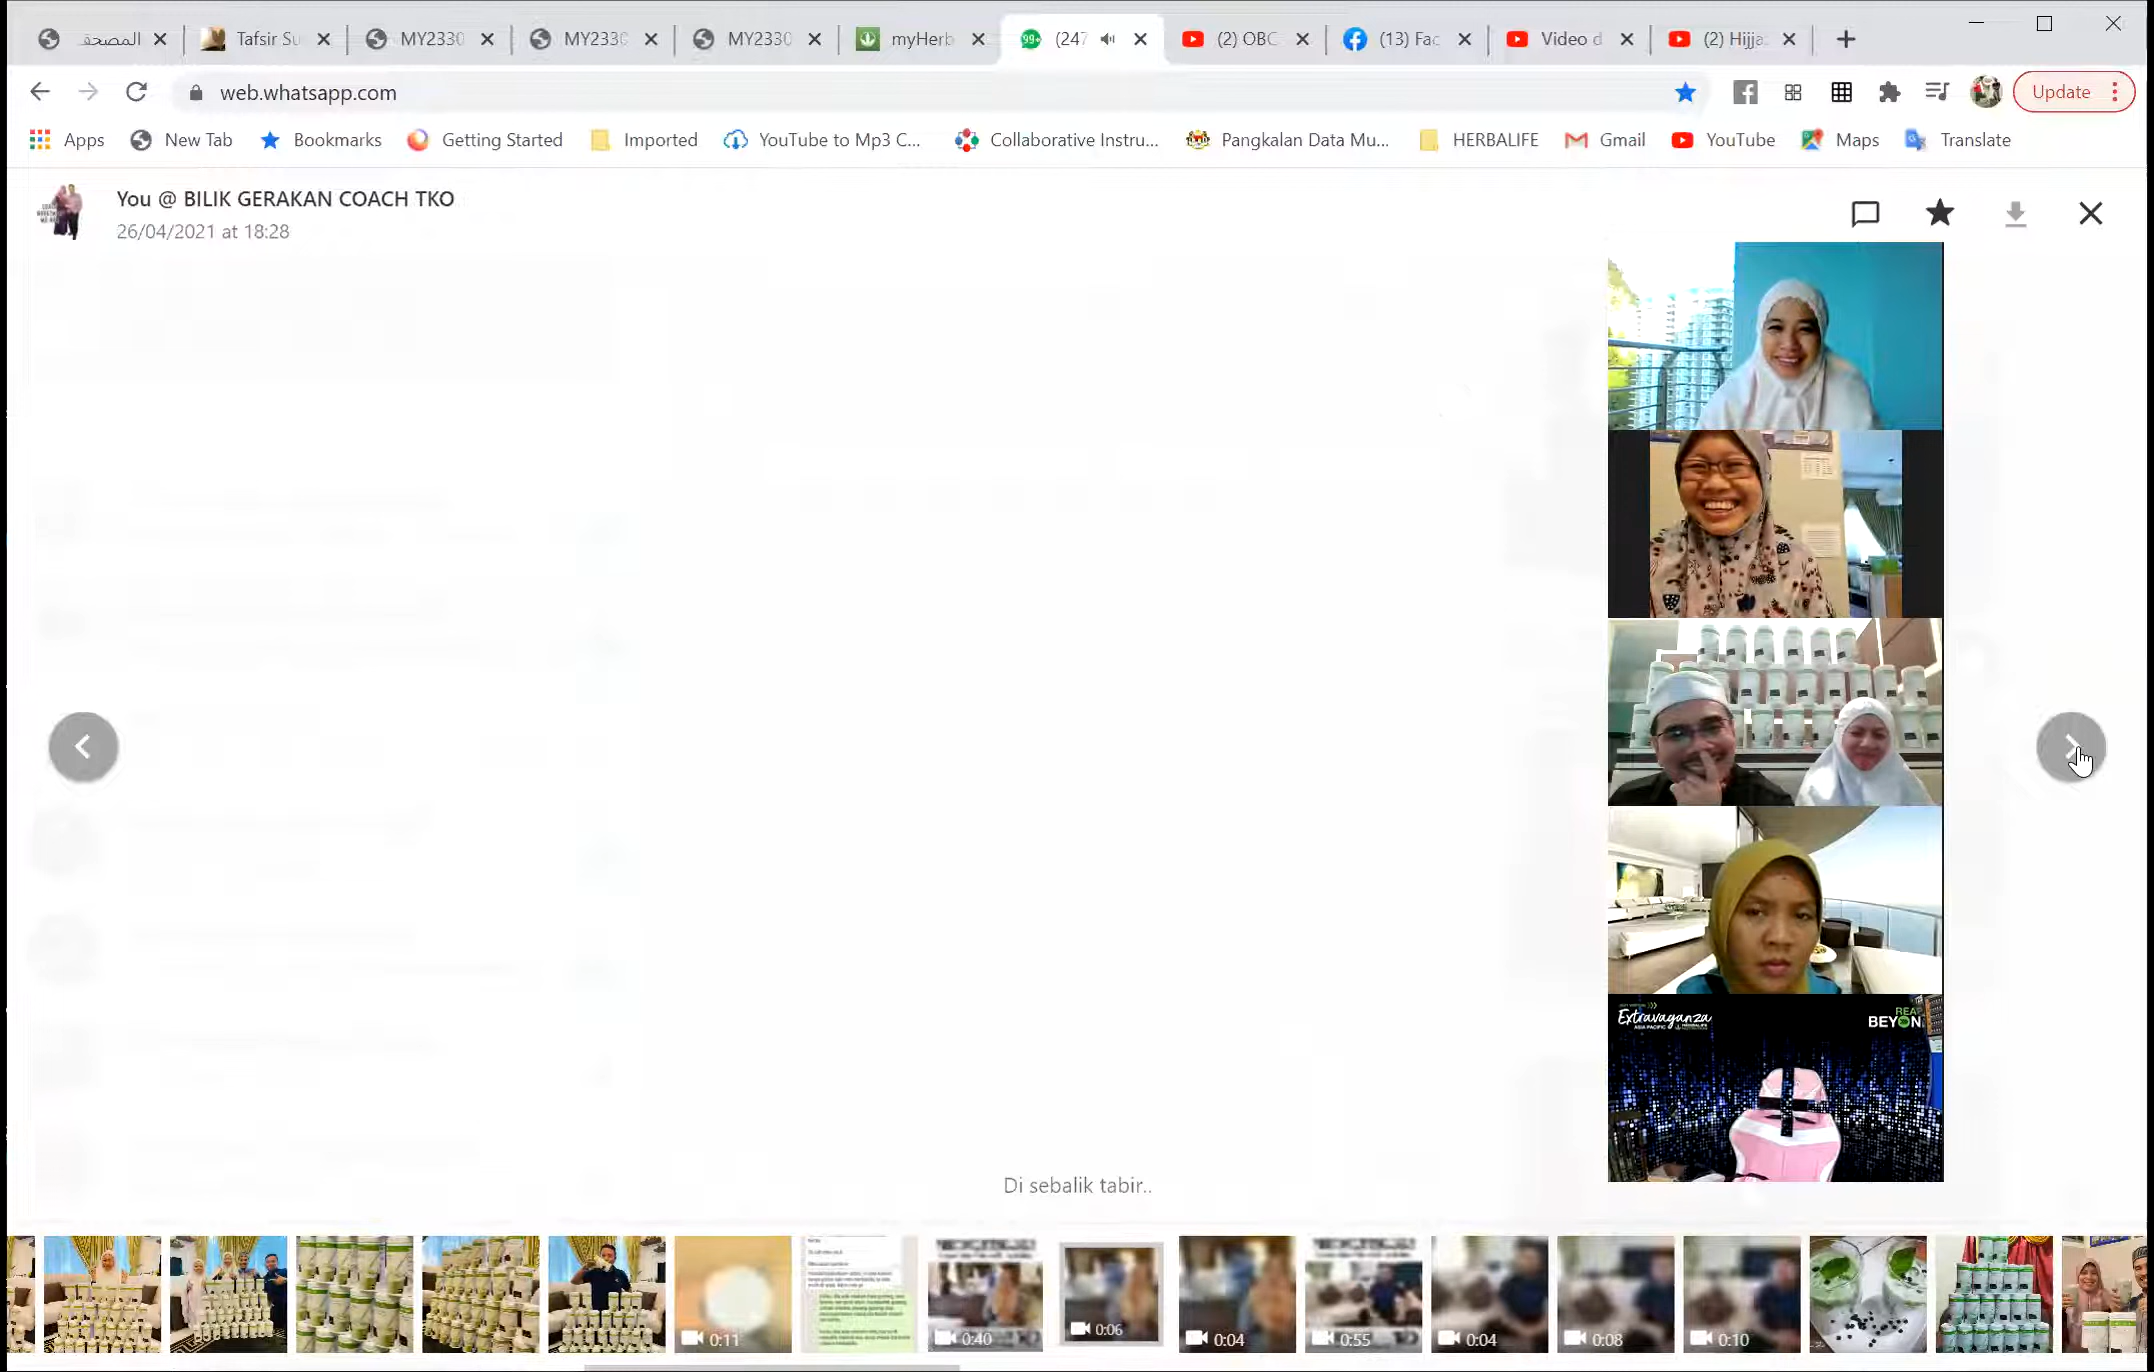 المصحف
Tafsir Su
MY2330
MY2330
MY2330
myHerb
(247
(2) OBC
(13) Fac
Video d
(2) Hijja
web.whatsapp.com
Update
Apps
New Tab
Bookmarks
Getting Started
Imported
YouTube to Mp3 C...
Collaborative Instru...
Pangkalan Data Mu...
HERBALIFE
Gmail
YouTube
Maps
Translate
You @ BILIK GERAKAN COACH TKO
26/04/2021 at 18:28
Extravaganza
ASIA PACIFIC
BEYON
Di sebalik tabir..
0:11
0:40
0:06
0:04
0:55
0:04
0:08
0:10